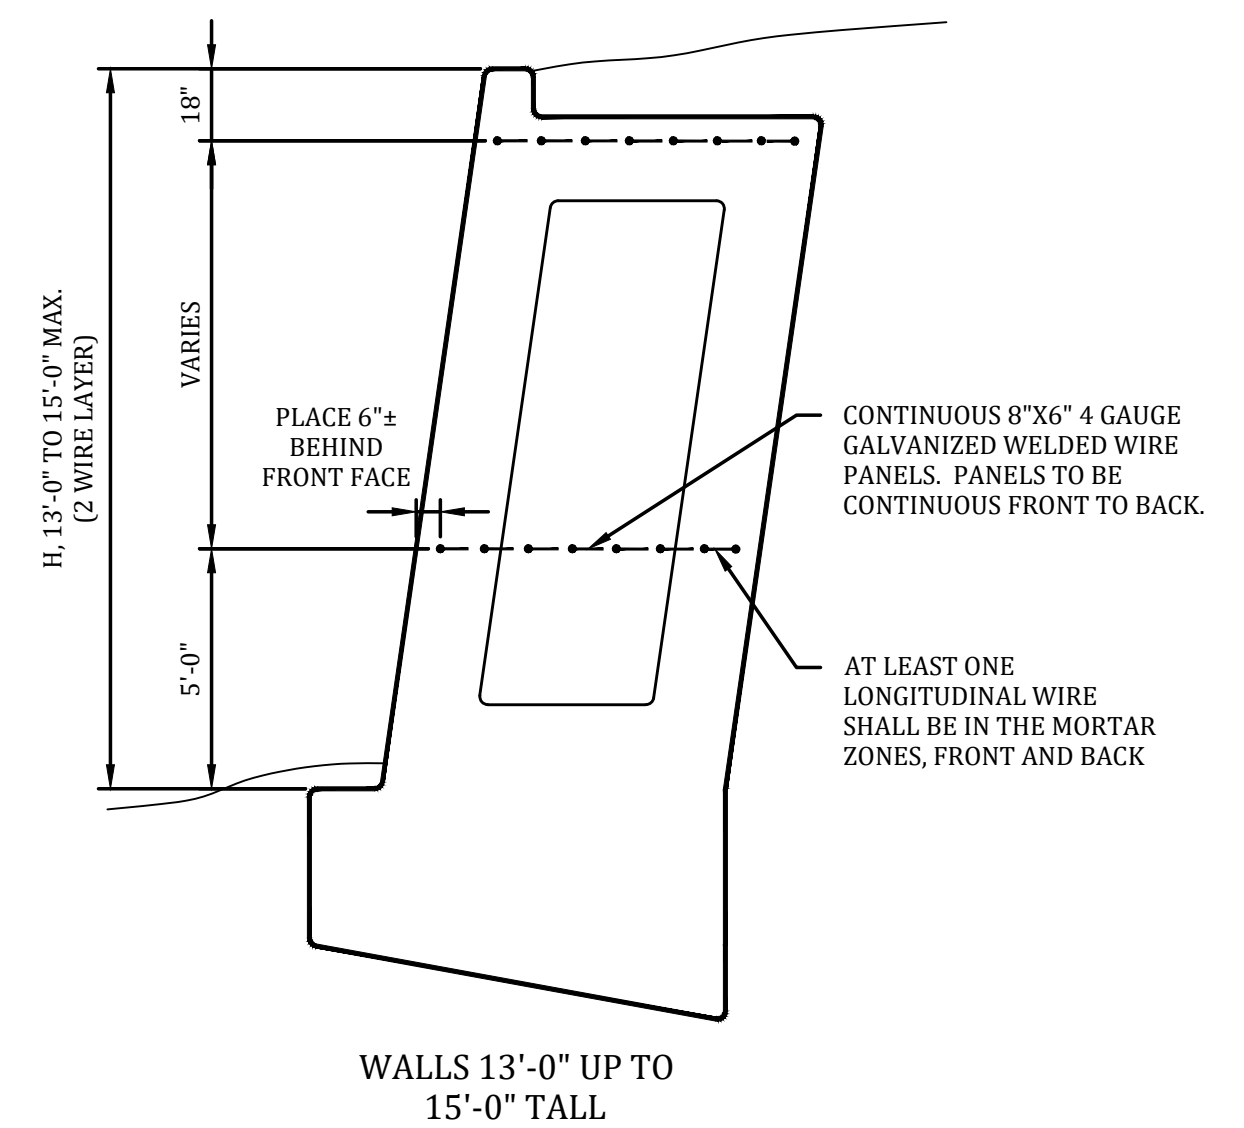 18"
VARIES
H, 13'-0" TO 15'-0" MAX.
(2 WIRE LAYER)
PLACE 6"±
BEHIND
FRONT FACE
5'-0"
CONTINUOUS 8"X6" 4 GAUGE
GALVANIZED WELDED WIRE
PANELS.  PANELS TO BE
CONTINUOUS FRONT TO BACK.
AT LEAST ONE
LONGITUDINAL WIRE
SHALL BE IN THE MORTAR
ZONES, FRONT AND BACK
WALLS 13'-0" UP TO
15'-0" TALL